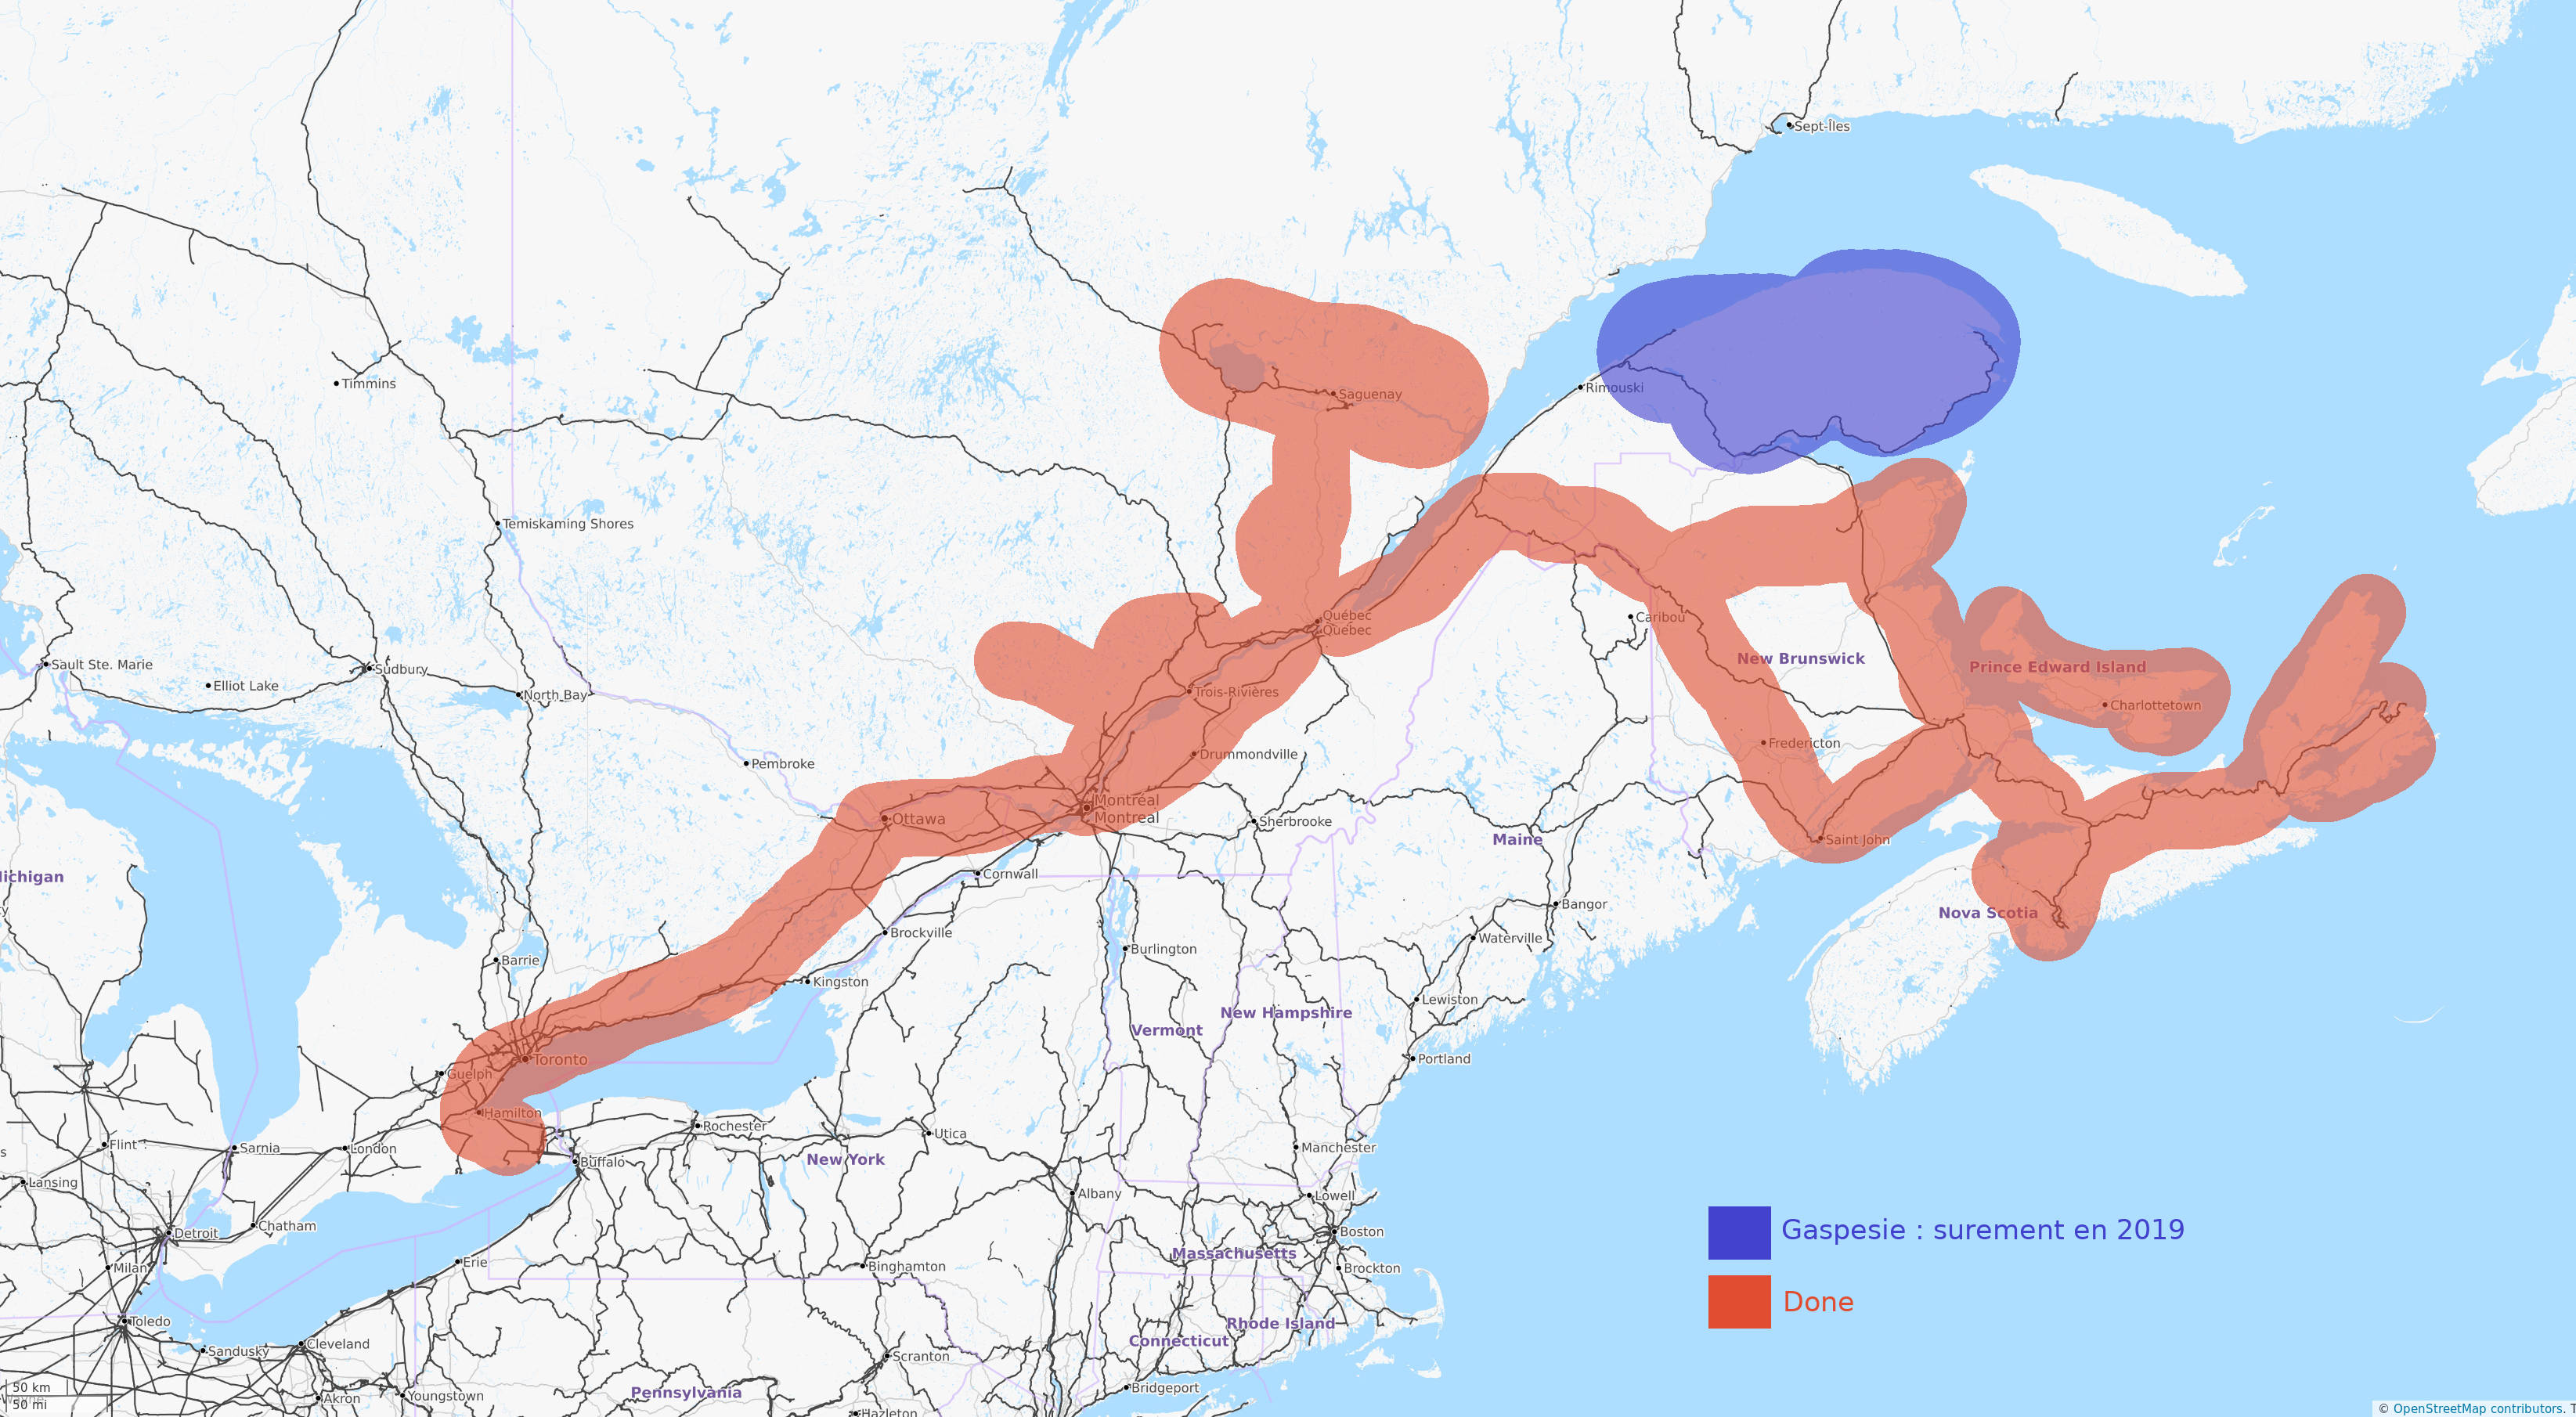 Sept-Îles
Timmins
Rimouski
Saguenay
Temiskaming Shores
Québec
Quebec
Caribou
New Brunswick
Sault Ste. Marie
Sudbury
Prince Edward Island
Elliot Lake
North Bay
Trois-Rivières
Charlottetown
Fredericton
Drummondville
Pembroke
Montréal
Montreal
Ottawa
Sherbrooke
Maine
Saint John
Michigan
Cornwall
Bangor
Nova Scotia
Brockville
Waterville
Burlington
Barrie
Kingston
Lewiston
New Hampshire
Vermont
Toronto
Portland
Guelph
Hamilton
Rochester
Utica
Flint
Sarnia
London
Manchester
Buffalo
New York
Lansing
Albany
Lowell
Chatham
Detroit
Boston
Gaspesie : surement en 2019
Massachusetts
Erie
Milan
Binghamton
Brockton
Done
Toledo
Rhode Island
Connecticut
Cleveland
Sandusky
Scranton
50 km
Bridgeport
Pennsylvania
Akron
Youngstown
50 mi
Hazleton
© OpenStreetMap contributors. T